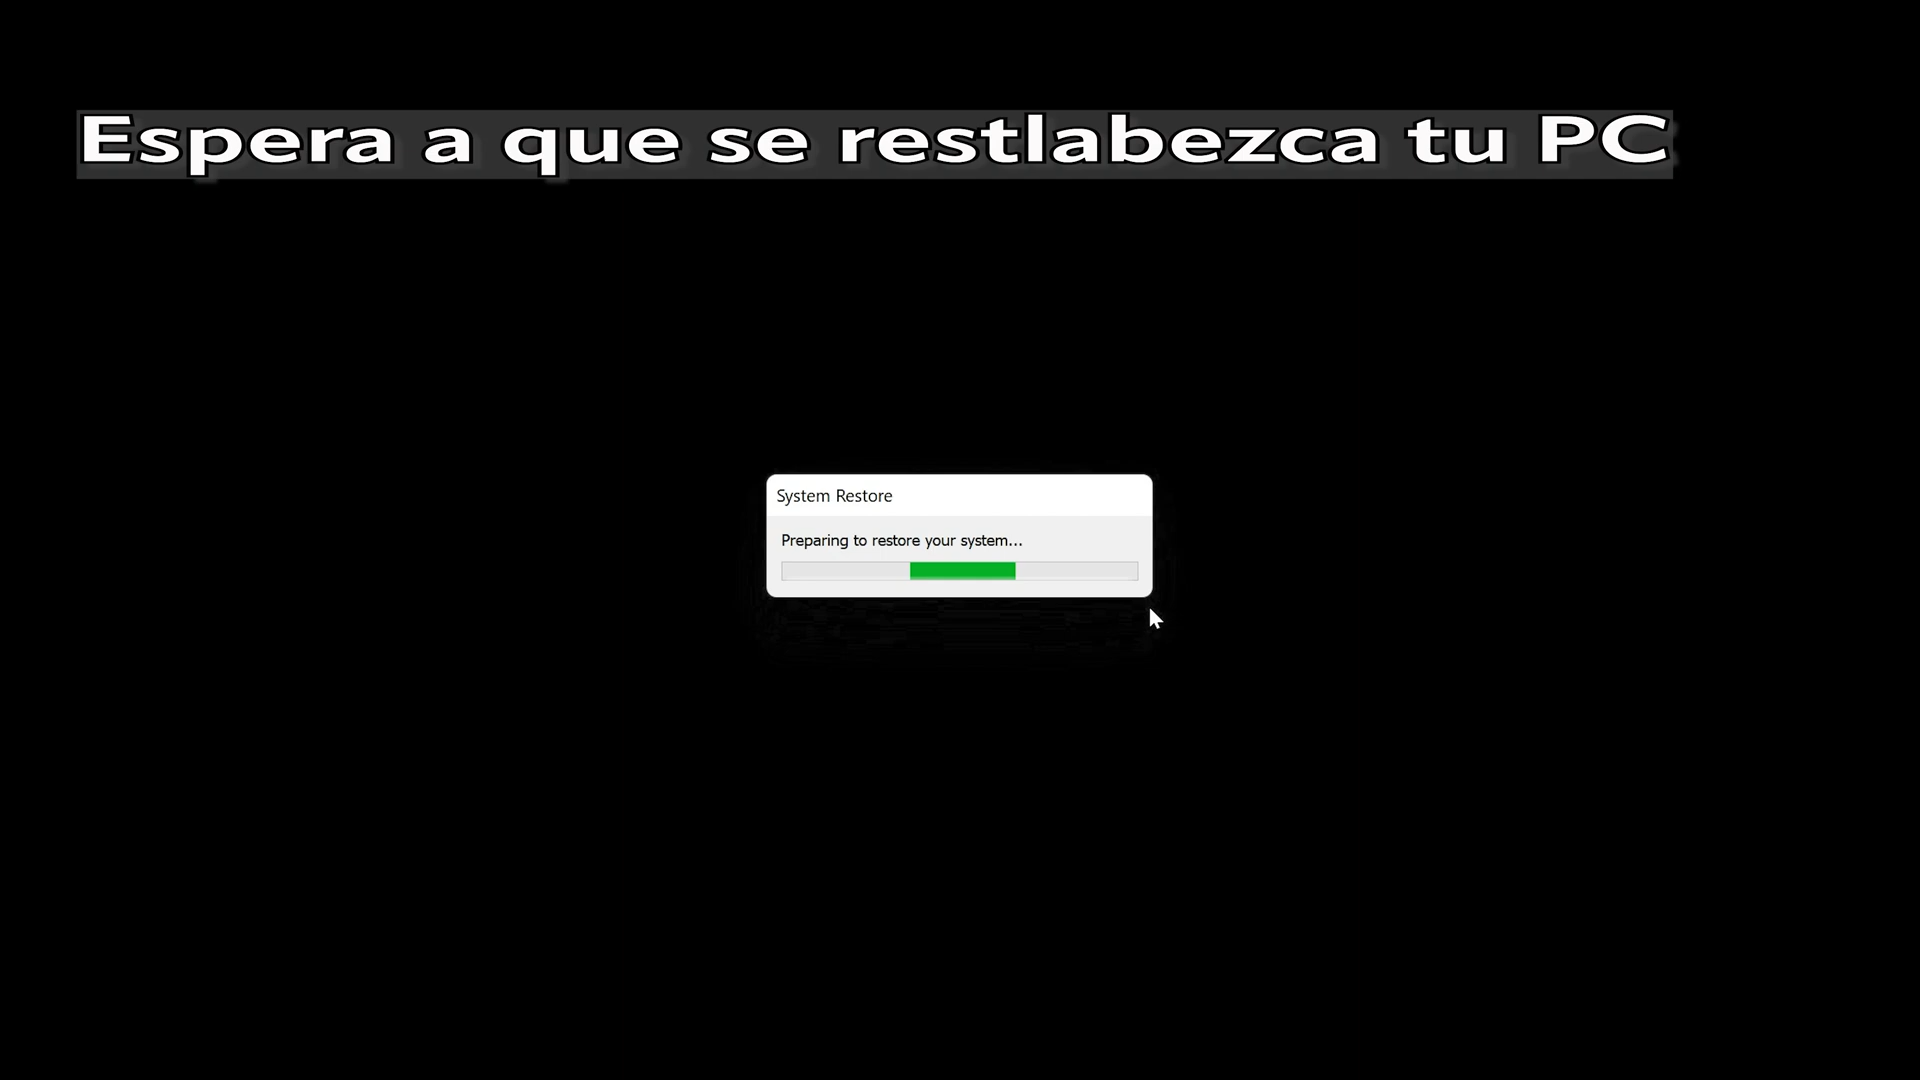 Espera a que se restlabezca tu PC
System Restore
Preparing to restore your system...